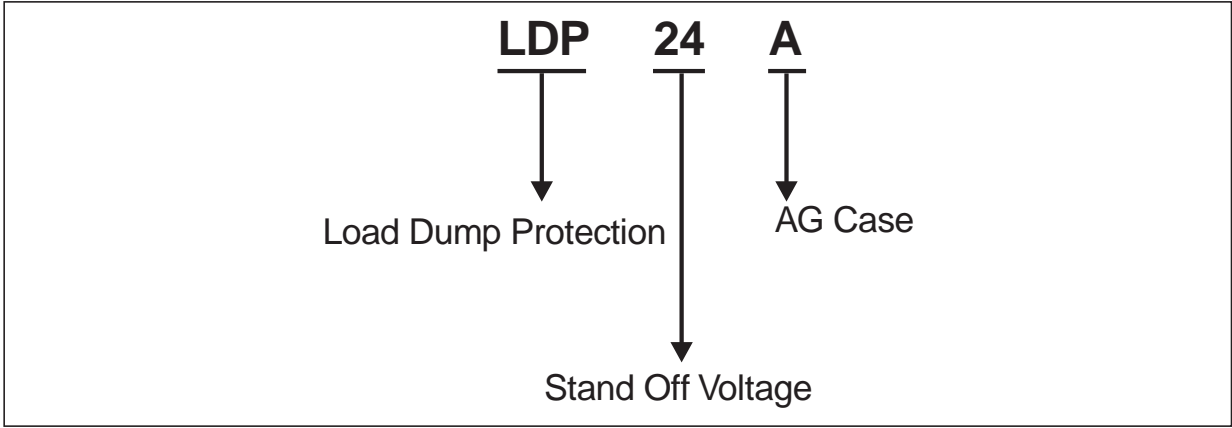 LDP 24 A
Load Dump Protection
AG Case
Stand Off Voltage